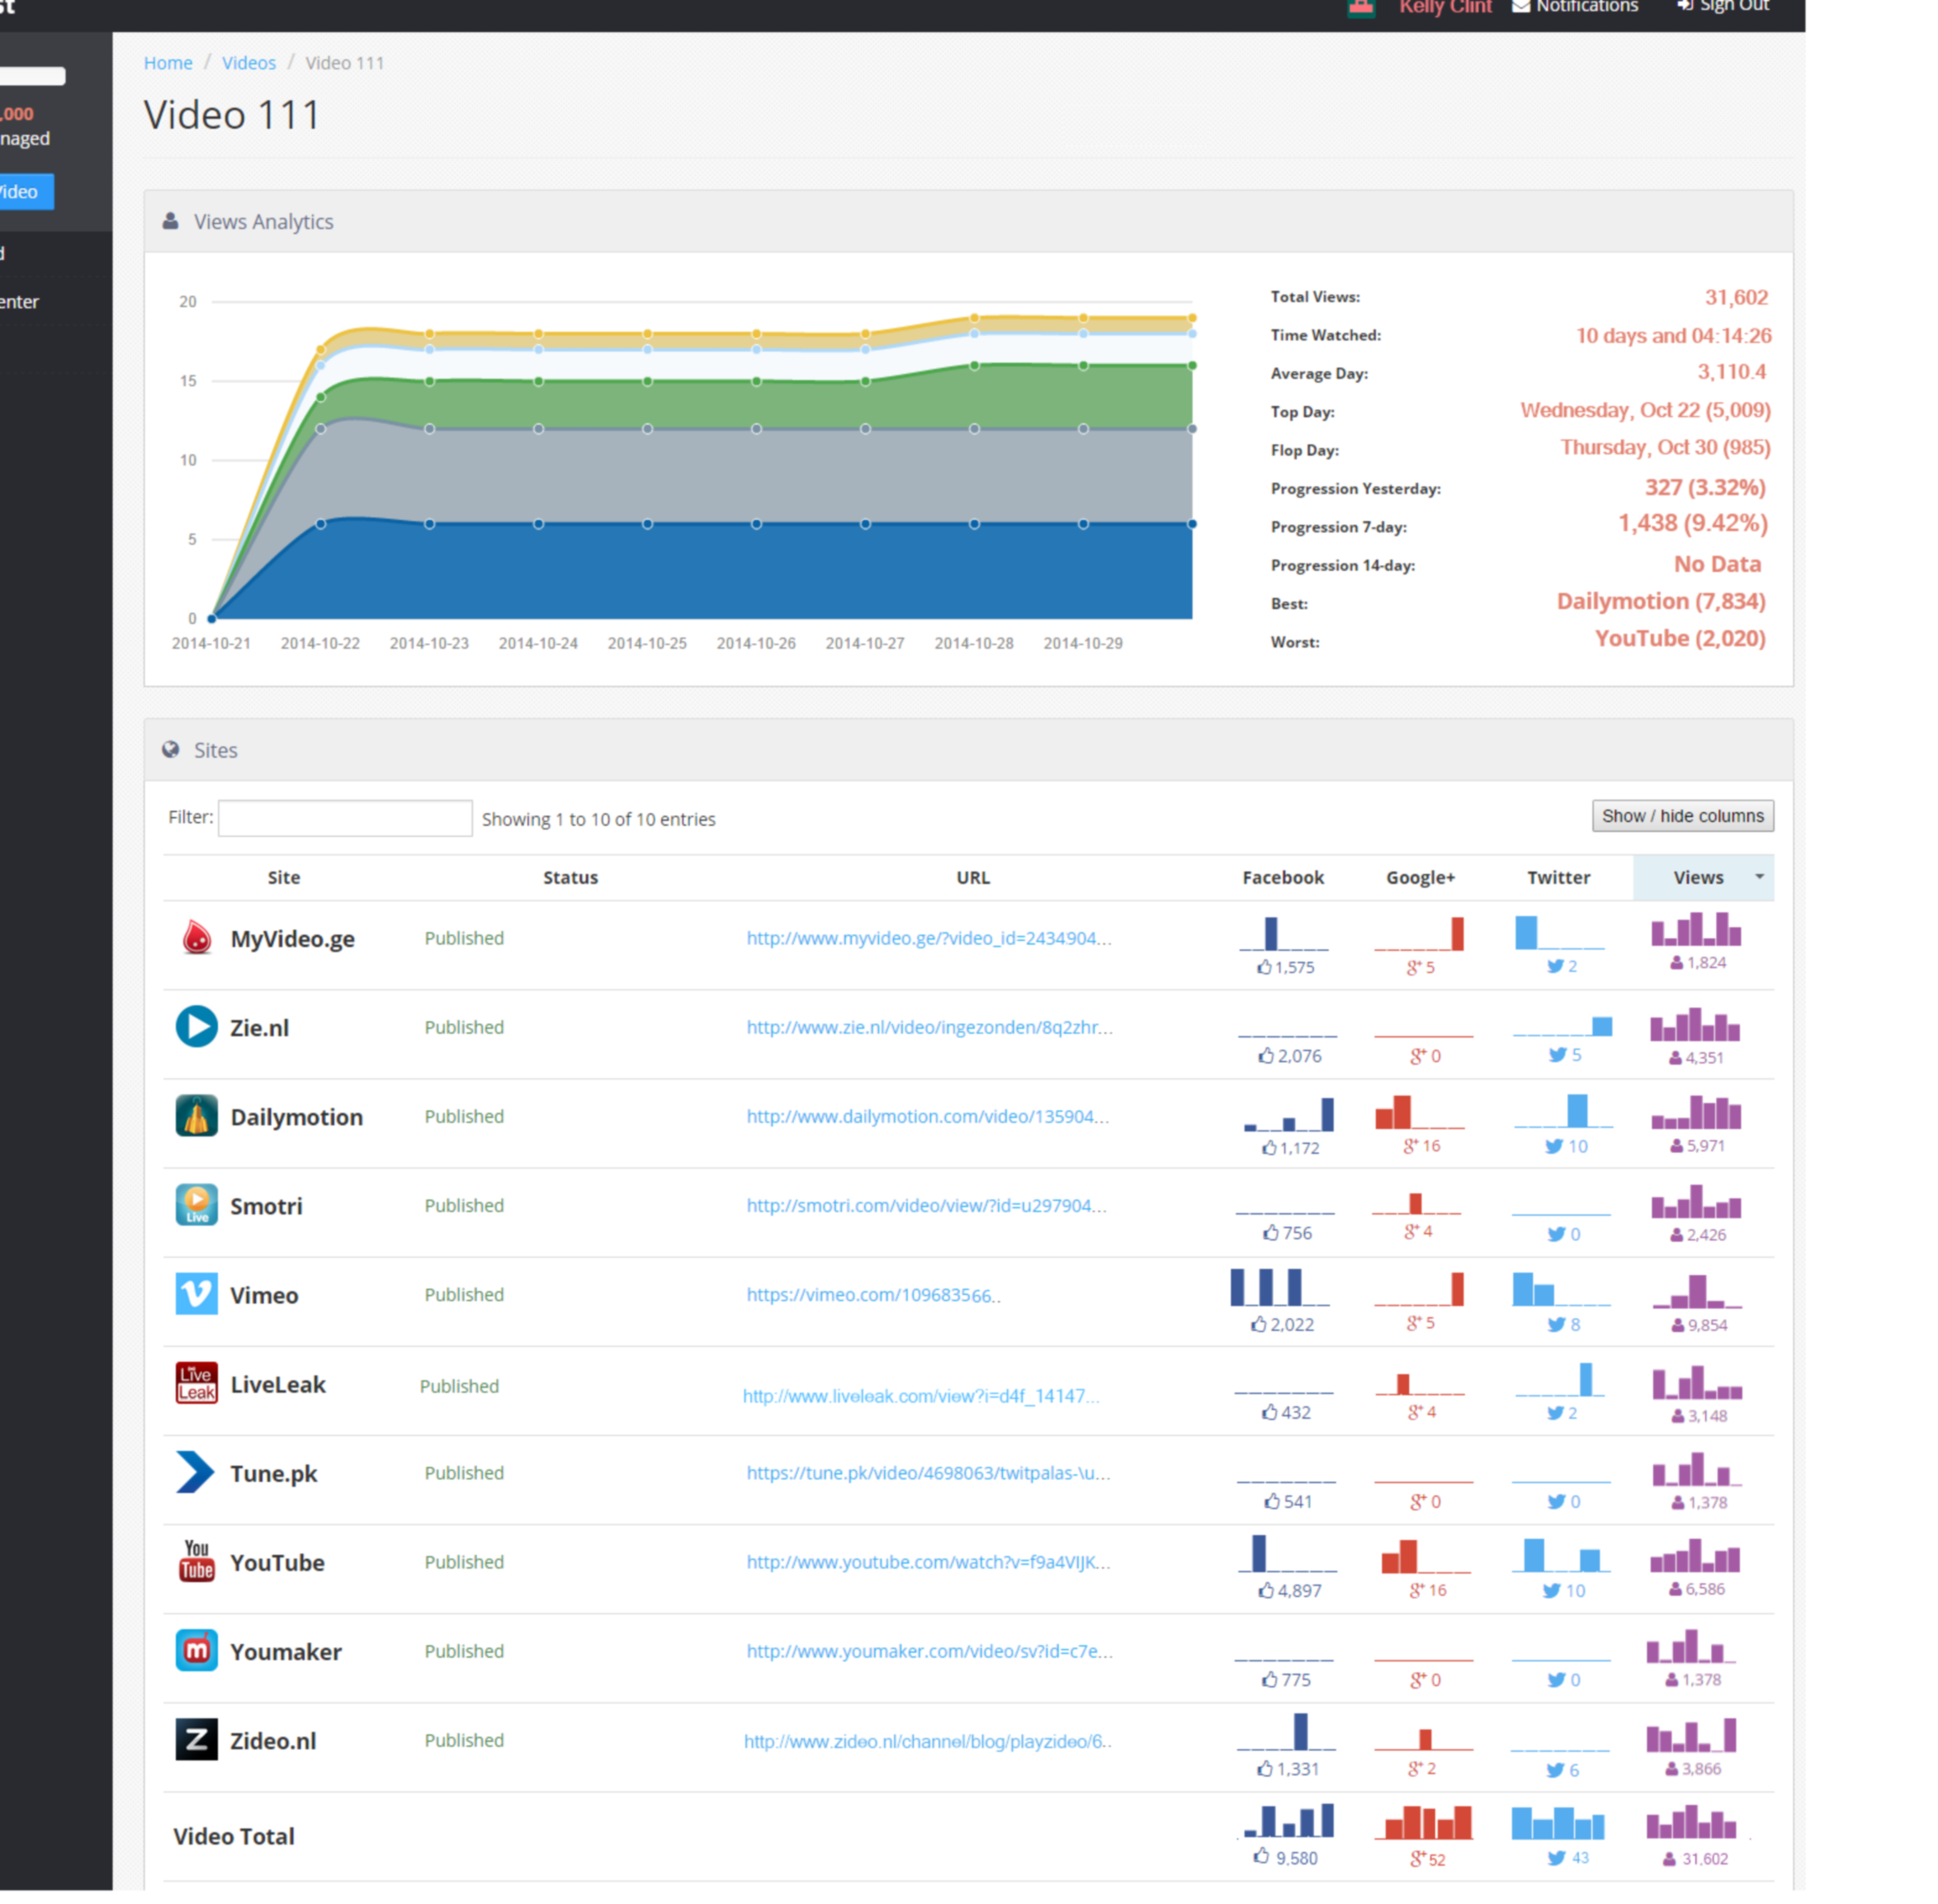 st
Kelly Clint Notifications Sign Out
,000
naged
Video
d
enter
Home / Videos / Video 111
Video 111
Views Analytics
20
15
10
5
0
2014-10-21 2014-10-22 2014-10-23 2014-10-24 2014-10-25 2014-10-26 2014-10-27 2014-10-28 2014-10-29
Total Views: 31,602
Time Watched: 10 days and 04:14:26
Average Day: 3,110.4
Top Day: Wednesday, Oct 22 (5,009)
Flop Day: Thursday, Oct 30 (985)
Progression Yesterday: 327 (3.32%)
Progression 7-day: 1,438 (9.42%)
Progression 14-day: No Data
Best: Dailymotion (7,834)
Worst: YouTube (2,020)
Sites
Filter: Showing 1 to 10 of 10 entries Show / hide columns
Site Status URL Facebook Google+ Twitter Views
MyVideo.ge Published http://www.myvideo.ge/?video_id=2434904... 1,575 g+ 5 2 1,824
Zie.nl Published http://www.zie.nl/video/ingezonden/8q2zhr... 2,076 g+ 0 5 4,351
Dailymotion Published http://www.dailymotion.com/video/135904... 1,172 g+ 16 10 5,971
Live Smotri Published http://smotri.com/video/view/?id=u297904... 756 g+ 4 0 2,426
Vimeo Published https://vimeo.com/109683566.. 2,022 g+ 5 8 9,854
Live Leak LiveLeak Published http://www.liveleak.com/view?i=d4f_14147... 432 g+ 4 2 3,148
Tune.pk Published https://tune.pk/video/4698063/twitpalas-\u... 541 g+ 0 0 1,378
You Tube YouTube Published http://www.youtube.com/watch?v=f9a4VIJK... 4,897 g+ 16 10 6,586
m Youmaker Published http://www.youmaker.com/video/sv?id=c7e... 775 g+ 0 0 1,378
Z Zideo.nl Published http://www.zideo.nl/channel/blog/playzideo/6.. 1,331 g+ 2 6 3,866
Video Total 9,580 g+ 52 43 31,602